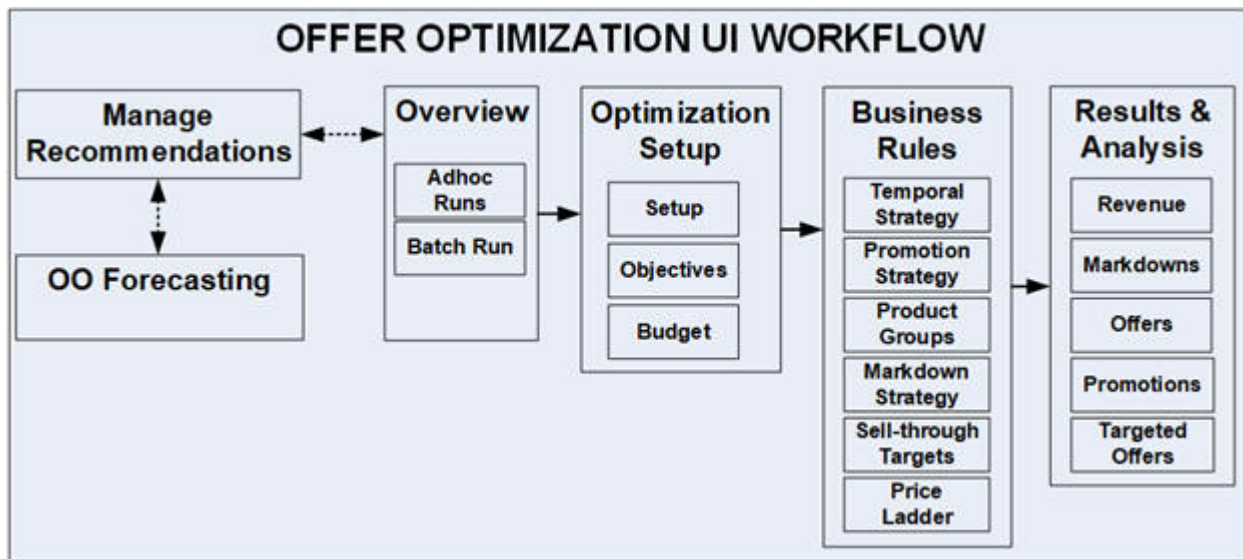 OFFER OPTIMIZATION UI WORKFLOW
Manage
Recommendations
OO Forecasting
Overview
Adhoc
Runs
Batch Run
Optimization
Setup
Setup
Objectives
Budget
Business
Rules
Temporal
Strategy
Promotion
Strategy
Product
Groups
Markdown
Strategy
Sell-through
Targets
Price
Ladder
Results &
Analysis
Revenue
Markdowns
Offers
Promotions
Targeted
Offers